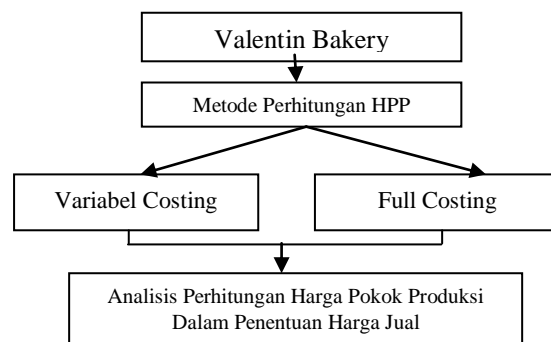 Valentin Bakery
Metode Perhitungan HPP
Variabel Costing
Full Costing
Analisis Perhitungan Harga Pokok Produksi
Dalam Penentuan Harga Jual